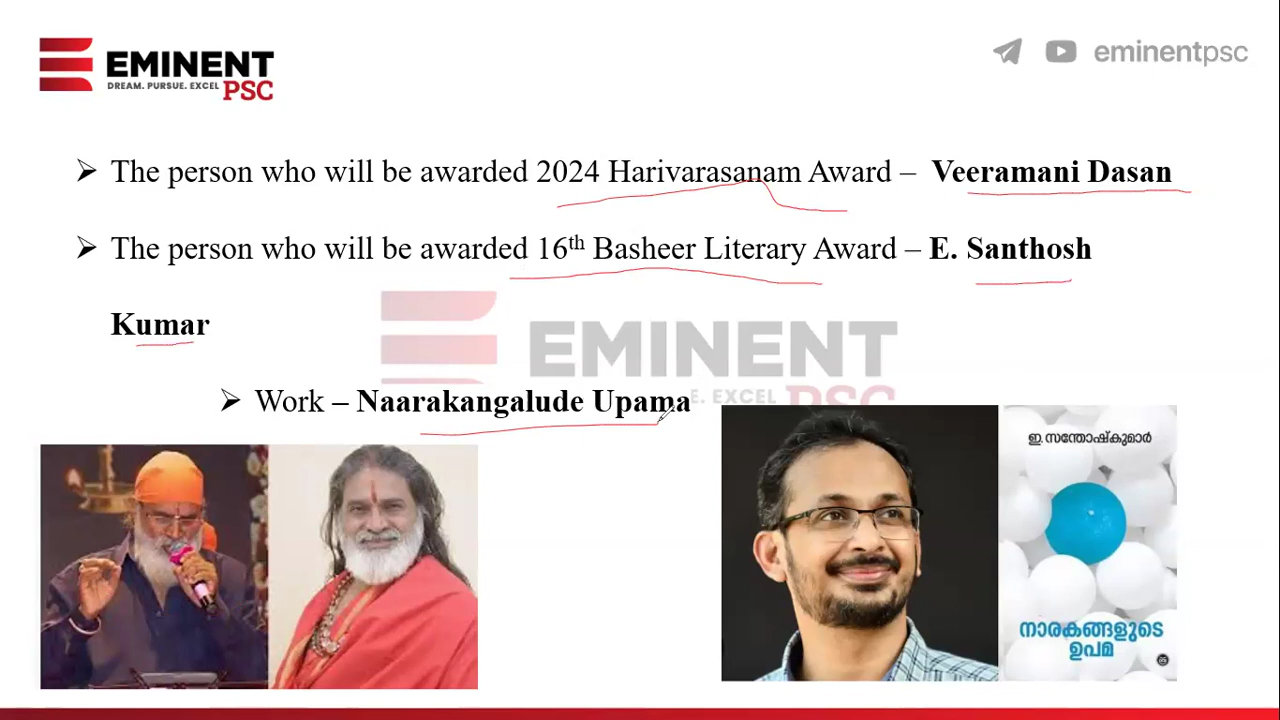 EMINENT
DREAM. PURSUE. EXCEL PSC
eminentpsc
➢ The person who will be awarded 2024 Harivarasanam Award – Veeramani Dasan
➢ The person who will be awarded 16th Basheer Literary Award – E. Santhosh
Kumar
EMINENT
E. EXCEL PSC
➢ Work – Naarakangalude Upama
ഇ. സന്തോഷ്‌കുമാർ
നാരകങ്ങളുടെ
ഉപമ